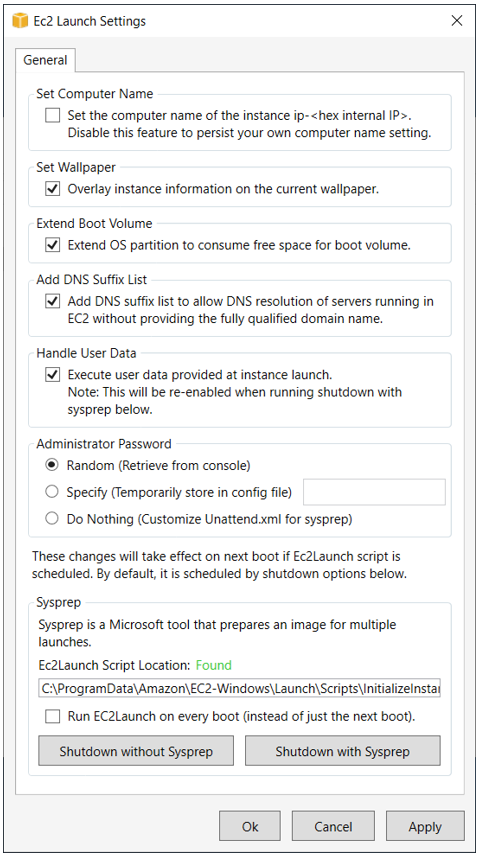 Ec2 Launch Settings
General
Set Computer Name
Set the computer name of the instance ip-<hex internal IP>.
Disable this feature to persist your own computer name setting.
Set Wallpaper
Overlay instance information on the current wallpaper.
Extend Boot Volume
Extend OS partition to consume free space for boot volume.
Add DNS Suffix List
Add DNS suffix list to allow DNS resolution of servers running in
EC2 without providing the fully qualified domain name.
Handle User Data
Execute user data provided at instance launch.
Note: This will be re-enabled when running shutdown with
sysprep below.
Administrator Password
Random (Retrieve from console)
Specify (Temporarily store in config file)
Do Nothing (Customize Unattend.xml for sysprep)
These changes will take effect on next boot if Ec2Launch script is
scheduled. By default, it is scheduled by shutdown options below.
Sysprep
Sysprep is a Microsoft tool that prepares an image for multiple
launches.
Ec2Launch Script Location: Found
C:\ProgramData\Amazon\EC2-Windows\Launch\Scripts\InitializeInstan
Run EC2Launch on every boot (instead of just the next boot).
Shutdown without Sysprep
Shutdown with Sysprep
Ok
Cancel
Apply